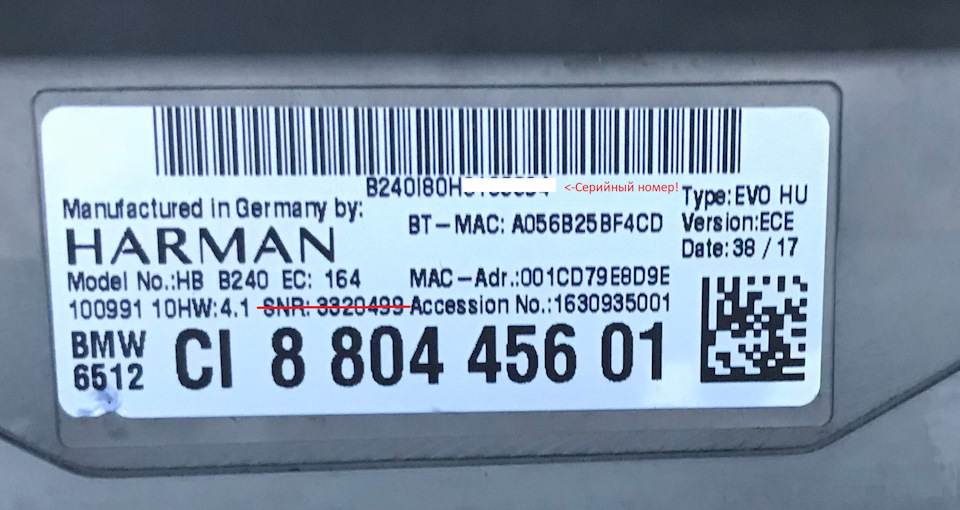 B240I80H <-Серийный номер!
Manufactured in Germany by:
HARMAN
BT-MAC: A056B25BF4CD
Type: EVO HU
Version:ECE
Date: 38 / 17
Model No.:HB B240 EC: 164
MAC-Adr.:001CD79E8D9E
100991 10HW:4.1 SNR: 3320499 Accession No.:1630935001
BMW
6512
CI 8 804 456 01